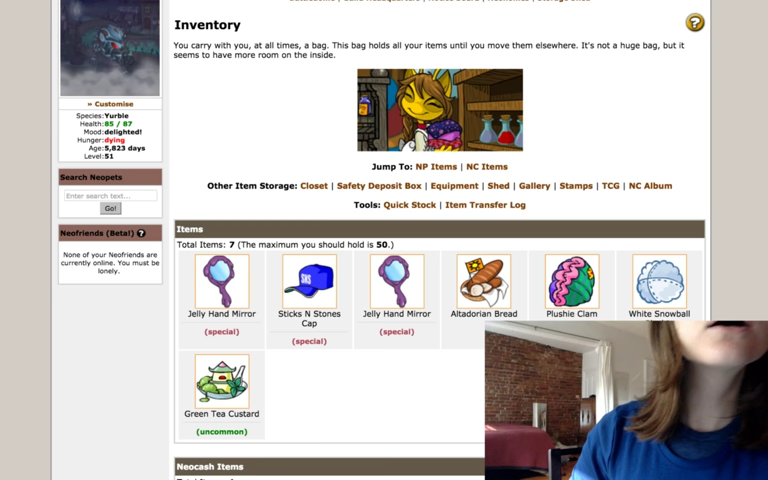 Inventory
You carry with you, at all times, a bag. This bag holds all your items until you move them elsewhere. It's not a huge bag, but it
seems to have more room on the inside.
» Customise
Species: Yurble
Health: 85 / 87
Mood: delighted!
Hunger: dying
Age: 5,823 days
Level: 51
Search Neopets
Enter search text...
Go!
Neofriends (Beta!) ?
None of your Neofriends are
currently online. You must be
lonely.
?
Jump To: NP Items | NC Items
Other Item Storage: Closet | Safety Deposit Box | Equipment | Shed | Gallery | Stamps | TCG | NC Album
Tools: Quick Stock | Item Transfer Log
Items
Total Items: 7 (The maximum you should hold is 50.)
Jelly Hand Mirror
(special)
SNS
Sticks N Stones
Cap
(special)
Jelly Hand Mirror
(special)
Altadorian Bread
Plushie Clam
White Snowball
Green Tea Custard
(uncommon)
Neocash Items